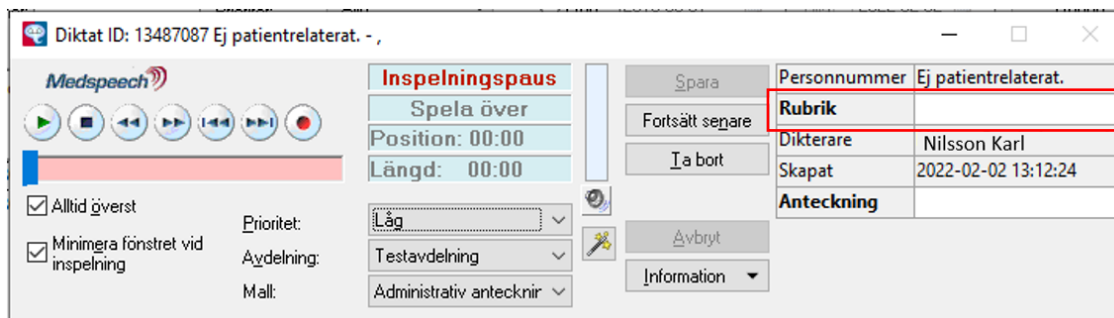 Diktat ID: 13487087 Ej patientrelaterat. - ,
Medspeech
Inspelningspaus
Spela över
Position: 00:00
Längd: 00:00
Alltid överst
Minimera fönstret vid
inspelning
Prioritet:
Låg
Avdelning:
Testavdelning
Mall:
Administrativ antecknir
Spara
Fortsätt senare
Ta bort
Avbryt
Information
Personnummer Ej patientrelaterat.
Rubrik
Dikterare Nilsson Karl
Skapat 2022-02-02 13:12:24
Anteckning